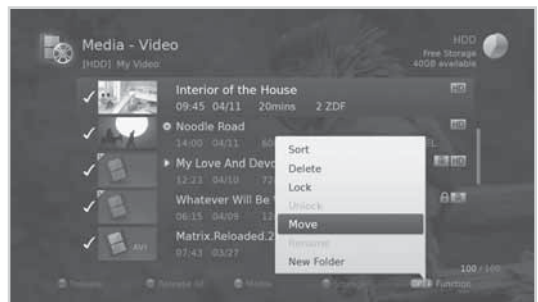 Media - Video
[HDD] My Video
HDD
Free Storage
40GB available
Interior of the House
HD
09:45 04/11 20mins 2 ZDF
Noodle Road
HD
14:00 04/11
My Love And Devo
HD
12:23 04/10
Whatever Will Be
06:15 04/09
Matrix.Reloaded.2
07:43 03/27
AVI
Sort
Delete
Lock
Unlock
Move
Rename
New Folder
100 / 100
Function